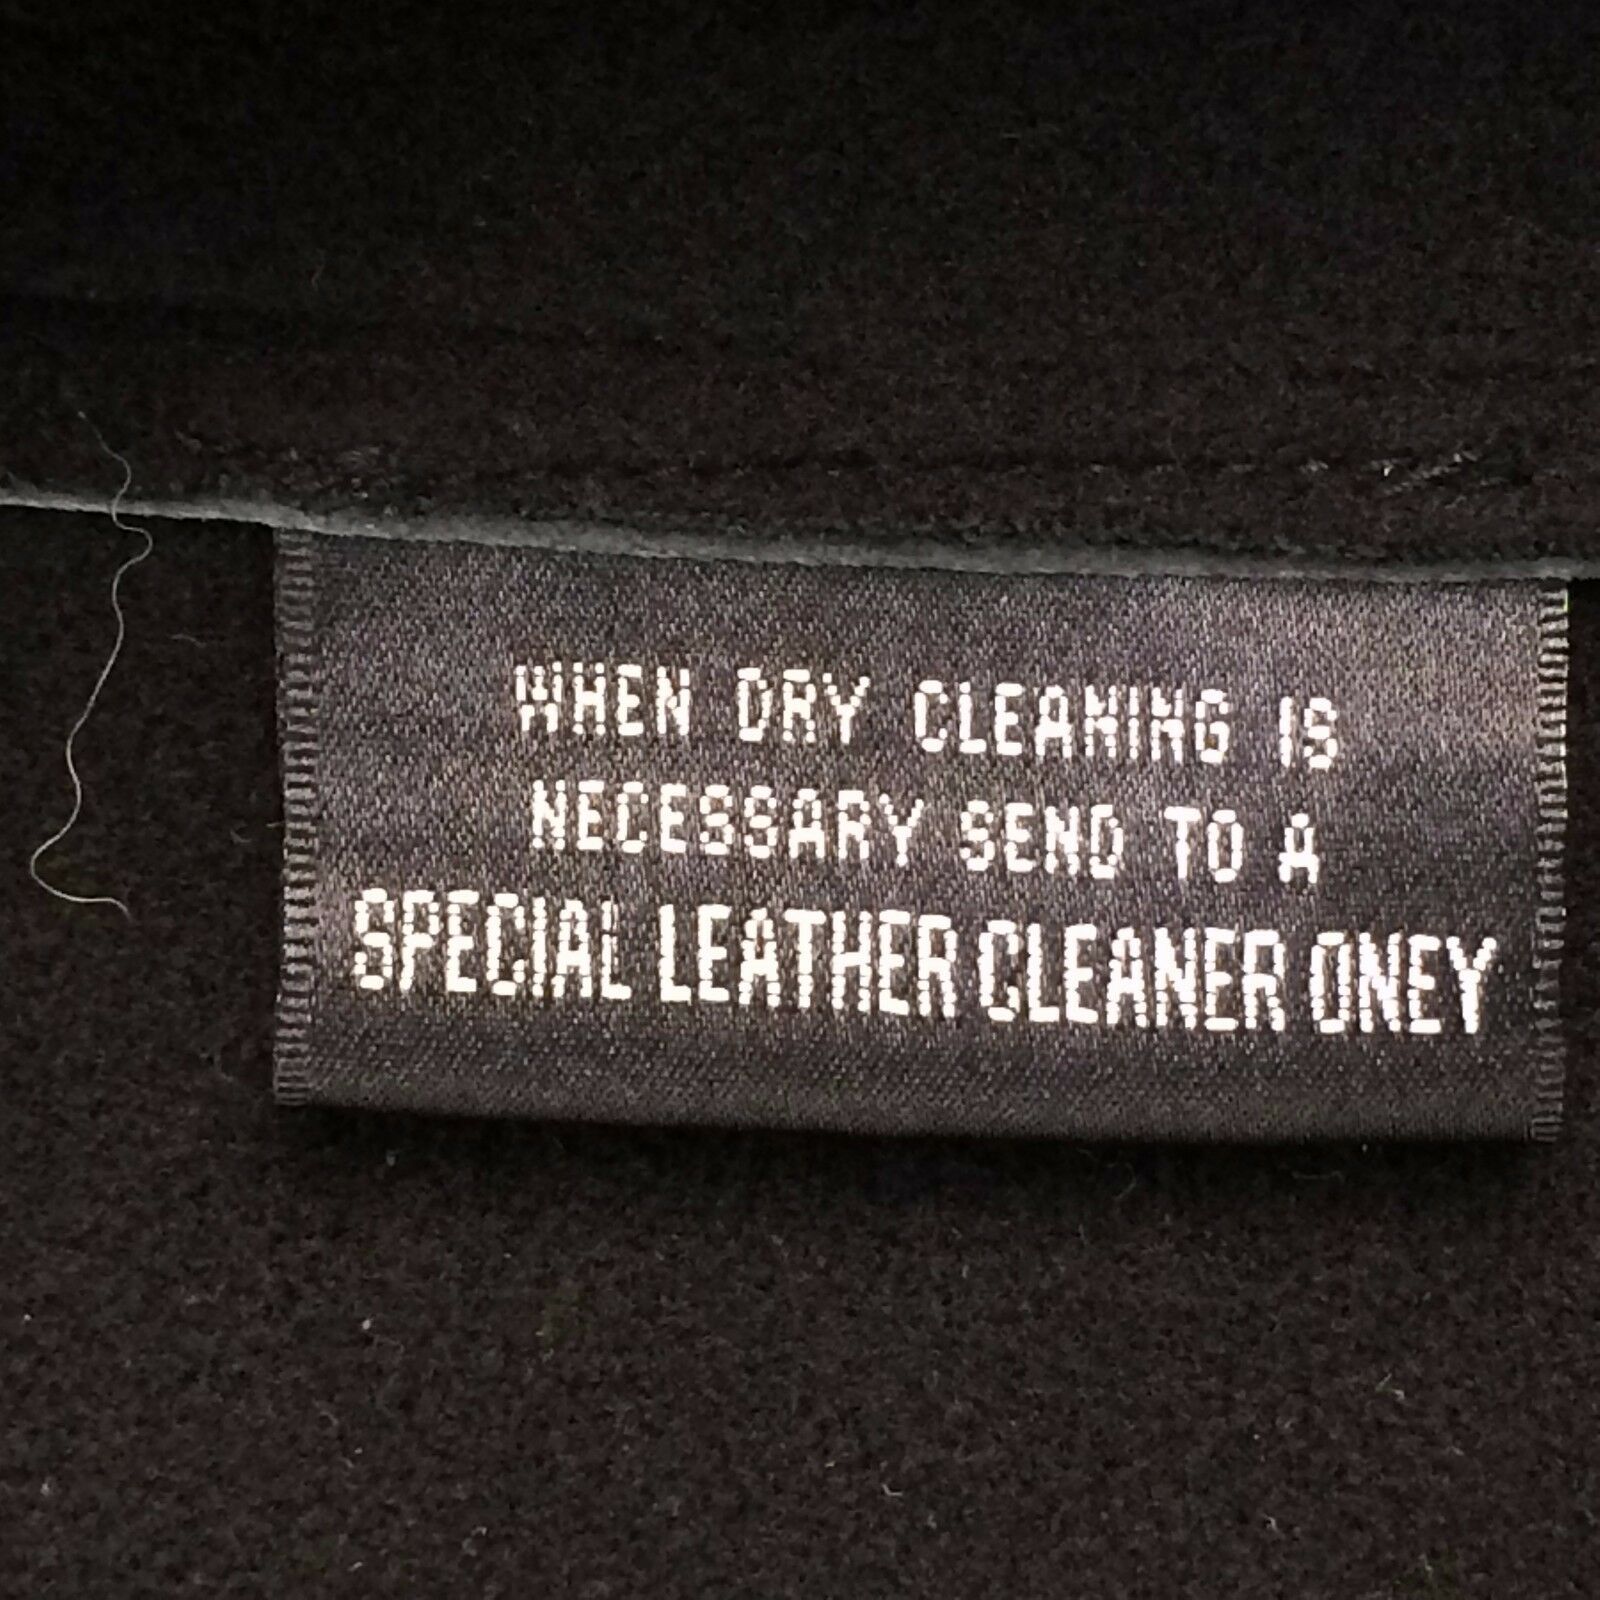 WHEN DRY CLEANING IS
NECESSARY SEND TO A
SPECIAL LEATHER CLEANER ONEY